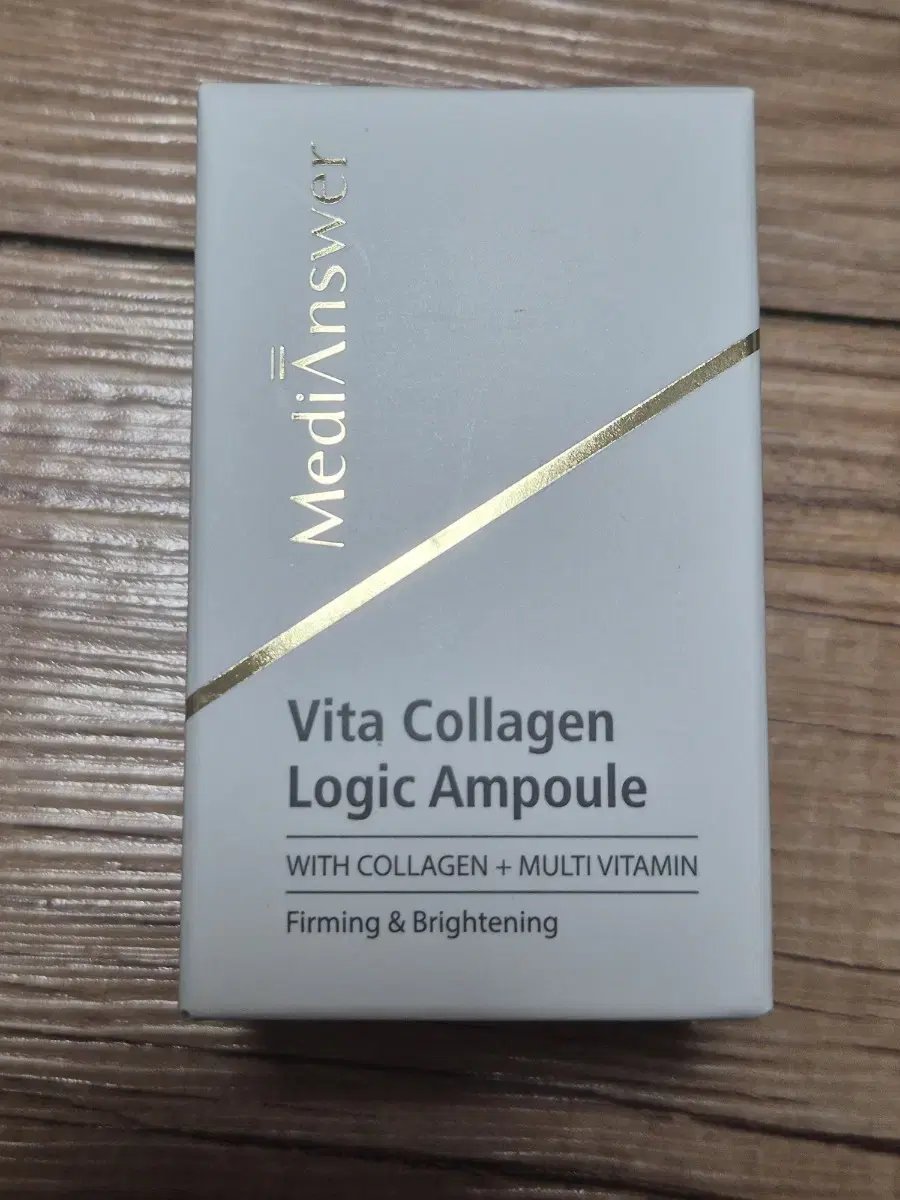 MediAnswer
Vita Collagen
Logic Ampoule
WITH COLLAGEN + MULTI VITAMIN
Firming & Brightening